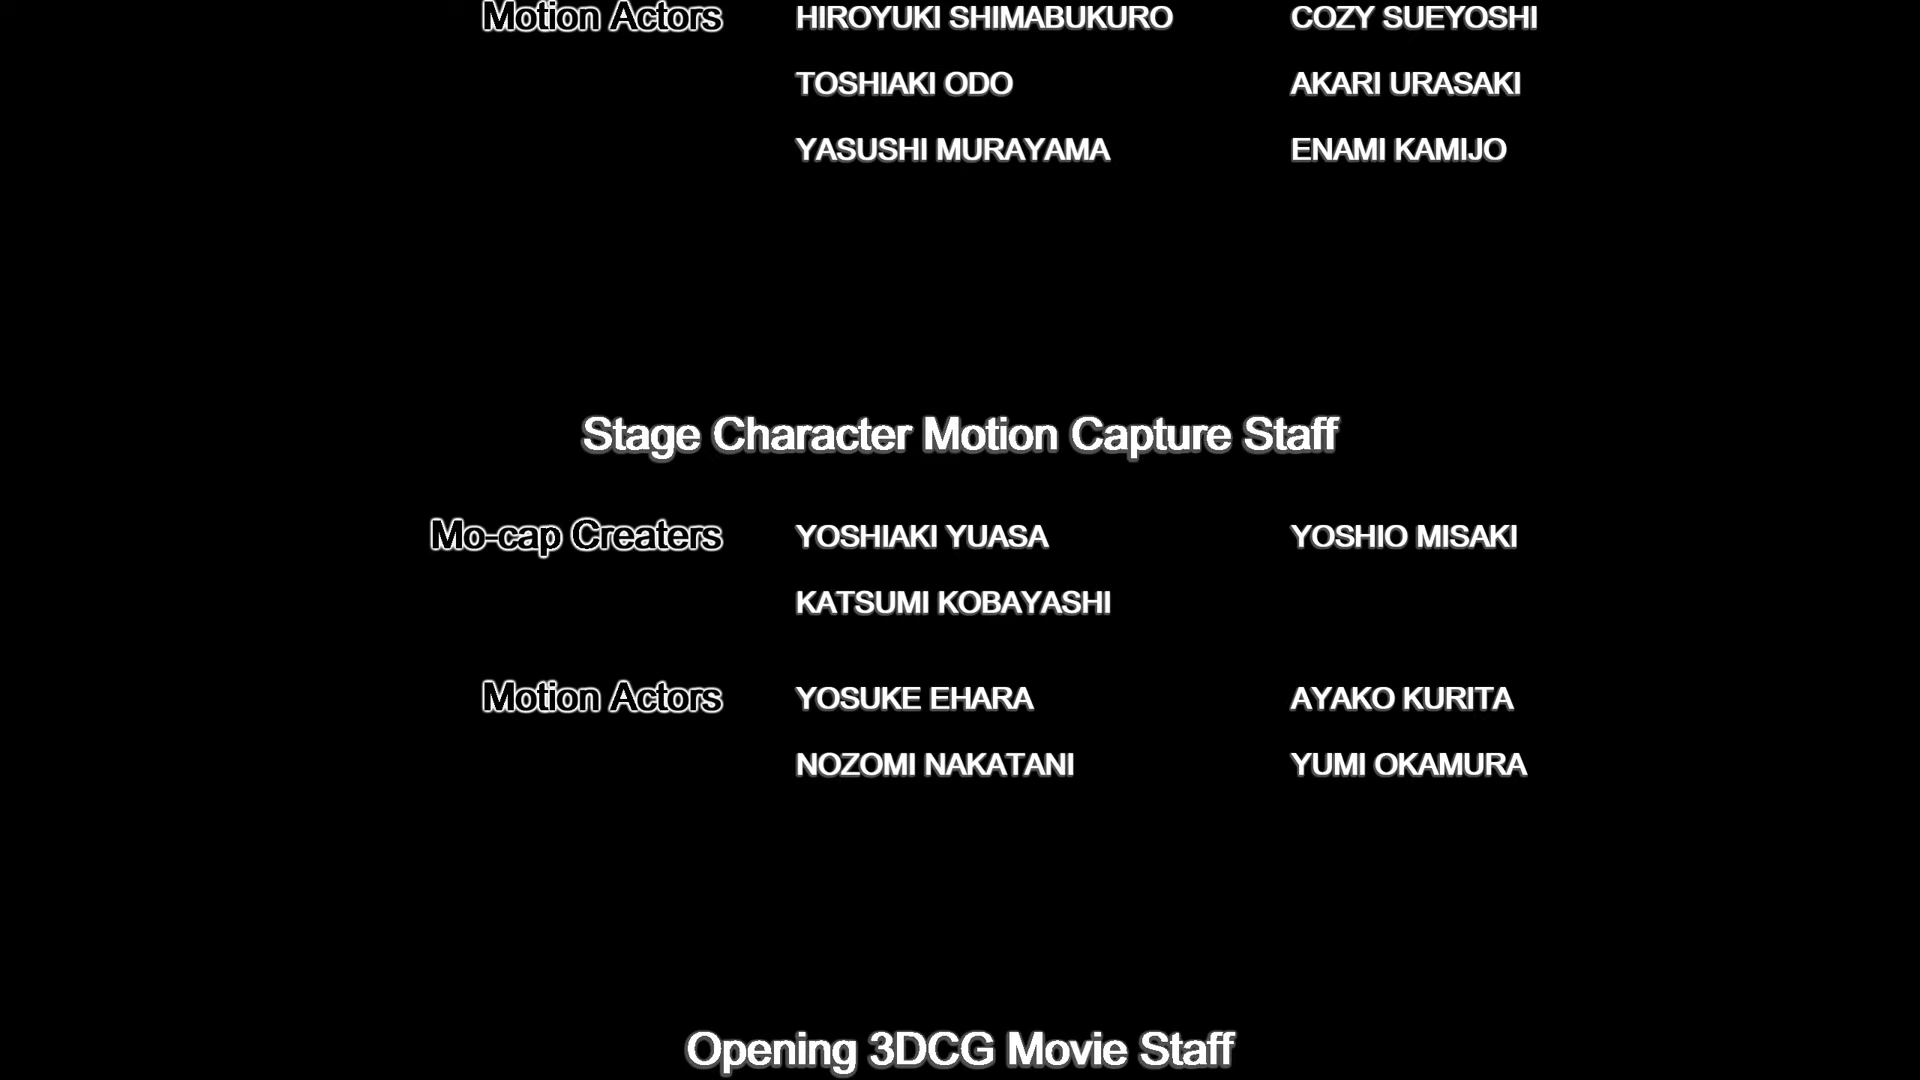 Motion Actors HIROYUKI SHIMABUKURO COZY SUEYOSHI
TOSHIAKI ODO AKARI URASAKI
YASUSHI MURAYAMA ENAMI KAMIJO
Stage Character Motion Capture Staff
Mo-cap Creaters YOSHIAKI YUASA YOSHIO MISAKI
KATSUMI KOBAYASHI
Motion Actors YOSUKE EHARA AYAKO KURITA
NOZOMI NAKATANI YUMI OKAMURA
Opening 3DCG Movie Staff